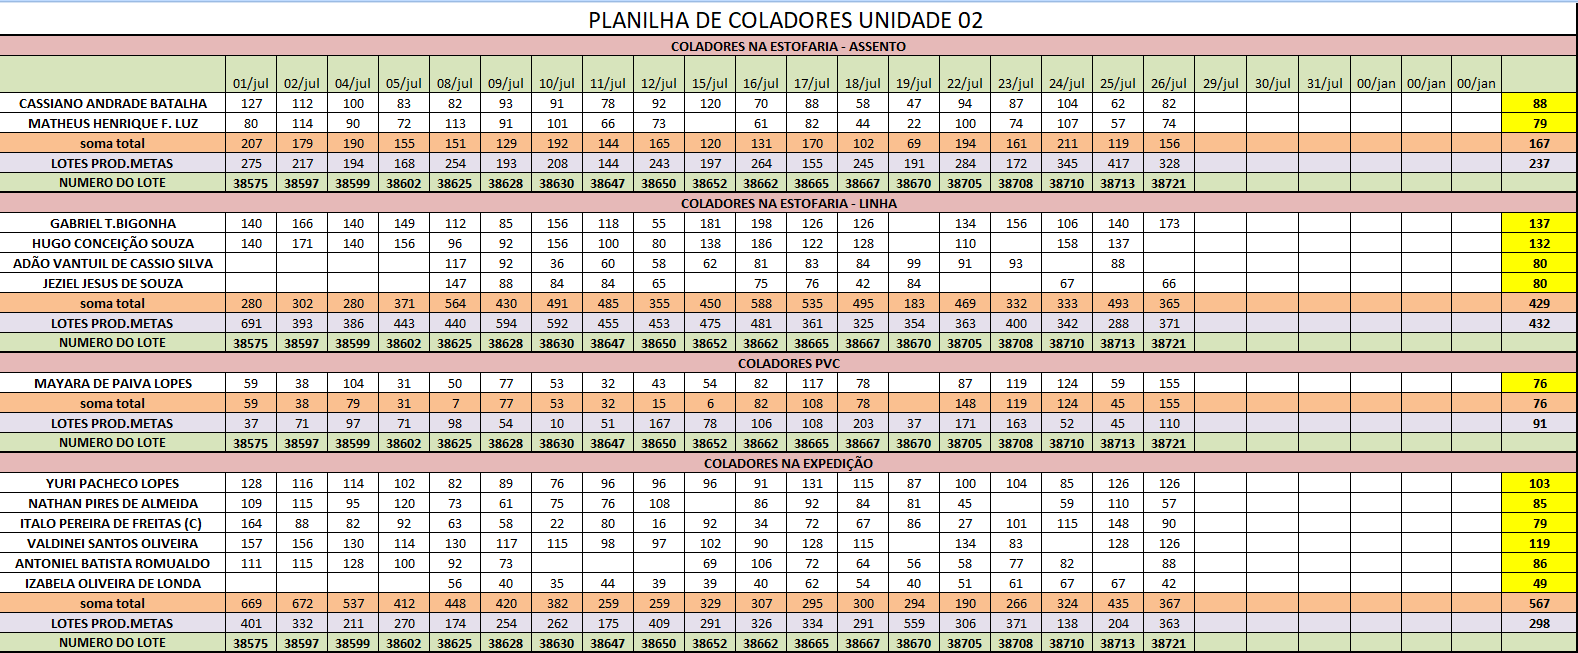 PLANILHA DE COLADORES UNIDADE 02
COLADORES NA ESTOFARIA - ASSENTO
01/jul 02/jul 04/jul 05/jul 08/jul 09/jul 10/jul 11/jul 12/jul 15/jul 16/jul 17/jul 18/jul 19/jul 22/jul 23/jul 24/jul 25/jul 26/jul 29/jul 30/jul 31/jul 00/jan 00/jan 00/jan
CASSIANO ANDRADE BATALHA 127 112 100 83 82 93 91 78 92 120 70 88 58 47 94 87 104 62 82 88
MATHEUS HENRIQUE F. LUZ 80 114 90 72 113 91 101 66 73 61 82 44 22 100 74 107 57 74 79
soma total 207 179 190 155 151 129 192 144 165 120 131 170 102 69 194 161 211 119 156 167
LOTES PROD.METAS 275 217 194 168 254 193 208 144 243 197 264 155 245 191 284 172 345 417 328 237
NUMERO DO LOTE 38575 38597 38599 38602 38625 38628 38630 38647 38650 38652 38662 38665 38667 38670 38705 38708 38710 38713 38721
COLADORES NA ESTOFARIA - LINHA
GABRIEL T.BIGONHA 140 166 140 149 112 85 156 118 55 181 198 126 126 134 156 106 140 173 137
HUGO CONCEIÇÃO SOUZA 140 171 140 156 96 92 156 100 80 138 186 122 128 110 158 137 132
ADÃO VANTUIL DE CASSIO SILVA 117 92 36 60 58 62 81 83 84 99 91 93 88 80
JEZIEL JESUS DE SOUZA 147 88 84 84 65 75 76 42 84 67 66 80
soma total 280 302 280 371 564 430 491 485 355 450 588 535 495 183 469 332 333 493 365 429
LOTES PROD.METAS 691 393 386 443 440 594 592 455 453 475 481 361 325 354 363 400 342 288 371 432
NUMERO DO LOTE 38575 38597 38599 38602 38625 38628 38630 38647 38650 38652 38662 38665 38667 38670 38705 38708 38710 38713 38721
COLADORES PVC
MAYARA DE PAIVA LOPES 59 38 104 31 50 77 53 32 43 54 82 117 78 87 119 124 59 155 76
soma total 59 38 79 31 7 77 53 32 15 6 82 108 78 148 119 124 45 155 76
LOTES PROD.METAS 37 71 97 71 98 54 10 51 167 78 106 108 203 37 171 163 52 45 110 91
NUMERO DO LOTE 38575 38597 38599 38602 38625 38628 38630 38647 38650 38652 38662 38665 38667 38670 38705 38708 38710 38713 38721
COLADORES NA EXPEDIÇÃO
YURI PACHECO LOPES 128 116 114 102 82 89 76 96 96 96 91 131 115 87 100 104 85 126 126 103
NATHAN PIRES DE ALMEIDA 109 115 95 120 73 61 75 76 108 86 92 84 81 45 59 110 57 85
ITALO PEREIRA DE FREITAS (C) 164 88 82 92 63 58 22 80 16 92 34 72 67 86 27 101 115 148 90 79
VALDINEI SANTOS OLIVEIRA 157 156 130 114 130 117 115 98 97 102 90 128 115 134 83 128 126 119
ANTONIEL BATISTA ROMUALDO 111 115 128 100 92 73 69 106 72 64 56 58 77 82 88 86
IZABELA OLIVEIRA DE LONDA 56 40 35 44 39 39 40 62 54 40 51 61 67 67 42 49
soma total 669 672 537 412 448 420 382 259 259 329 307 295 300 294 190 266 324 435 367 567
LOTES PROD.METAS 401 332 211 270 174 254 262 175 409 291 326 334 291 559 306 371 138 204 363 298
NUMERO DO LOTE 38575 38597 38599 38602 38625 38628 38630 38647 38650 38652 38662 38665 38667 38670 38705 38708 38710 38713 38721